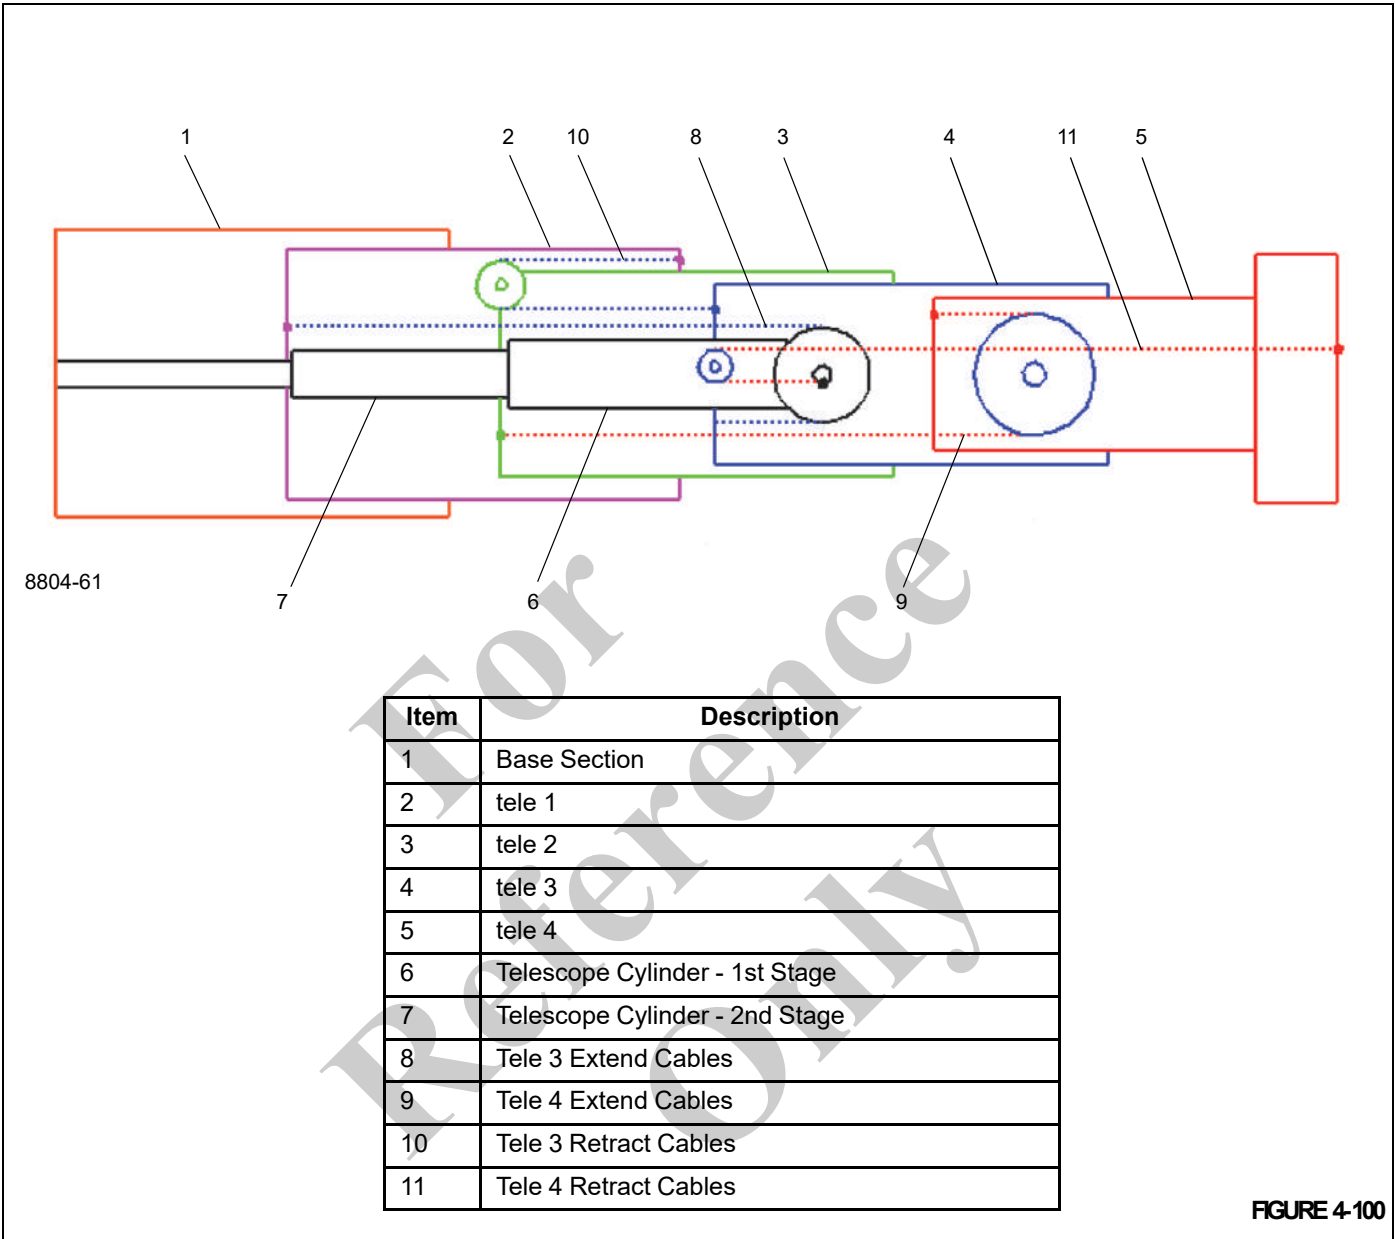 1 2 10 8 3 4 11 5
8804-61
7 6 9
For
Reference
Only
Item Description
1 Base Section
2 tele 1
3 tele 2
4 tele 3
5 tele 4
6 Telescope Cylinder - 1st Stage
7 Telescope Cylinder - 2nd Stage
8 Tele 3 Extend Cables
9 Tele 4 Extend Cables
10 Tele 3 Retract Cables
11 Tele 4 Retract Cables
FIGURE 4-100